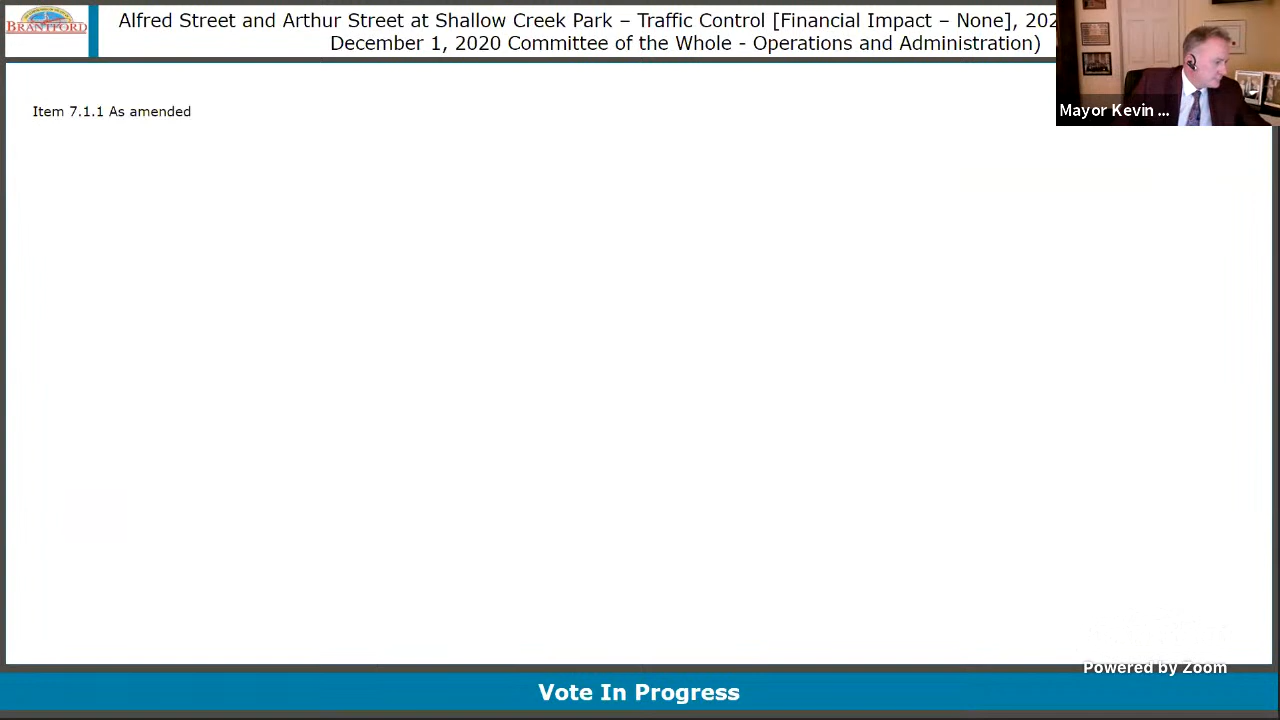 BRANTFORD
Alfred Street and Arthur Street at Shallow Creek Park – Traffic Control [Financial Impact – None], 202
December 1, 2020 Committee of the Whole - Operations and Administration)
Mayor Kevin ...
Item 7.1.1 As amended
Powered by Zoom
Vote In Progress